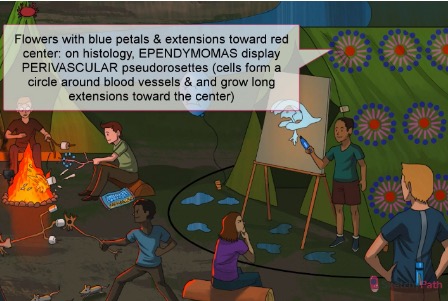 Flowers with blue petals & extensions toward red
center: on histology, EPENDYMOMAS display
PERIVASCULAR pseudorosettes (cells form a
circle around blood vessels & and grow long
extensions toward the center)